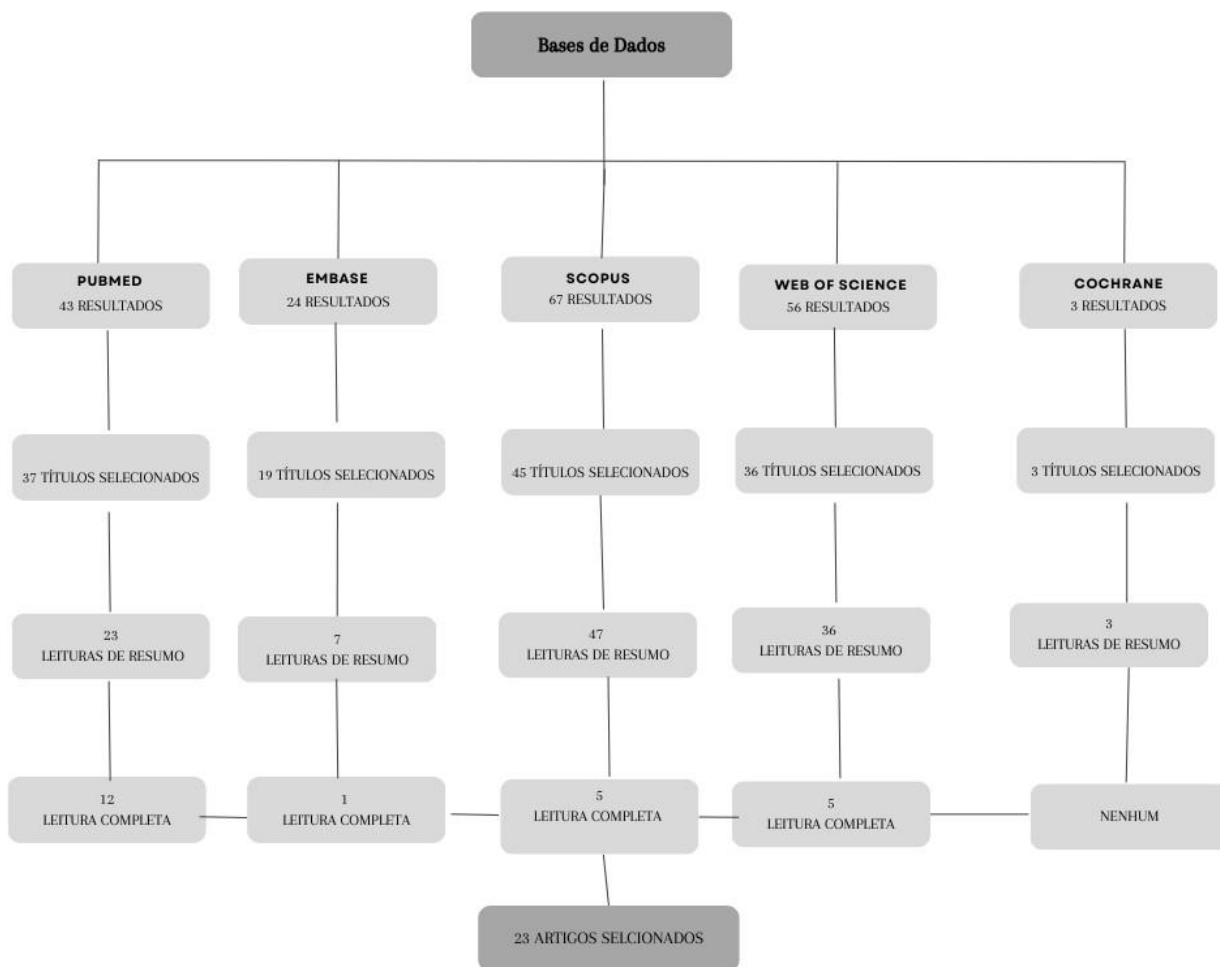 Bases de Dados
PUBMED
43 RESULTADOS
EMBASE
24 RESULTADOS
SCOPUS
67 RESULTADOS
WEB OF SCIENCE
56 RESULTADOS
COCHRANE
3 RESULTADOS
37 TÍTULOS SELECIONADOS
19 TÍTULOS SELECIONADOS
45 TÍTULOS SELECIONADOS
36 TÍTULOS SELECIONADOS
3 TÍTULOS SELECIONADOS
23
LEITURAS DE RESUMO
7
LEITURAS DE RESUMO
47
LEITURAS DE RESUMO
36
LEITURAS DE RESUMO
3
LEITURAS DE RESUMO
12
LEITURA COMPLETA
1
LEITURA COMPLETA
5
LEITURA COMPLETA
5
LEITURA COMPLETA
NENHUM
23 ARTIGOS SELCIONADOS